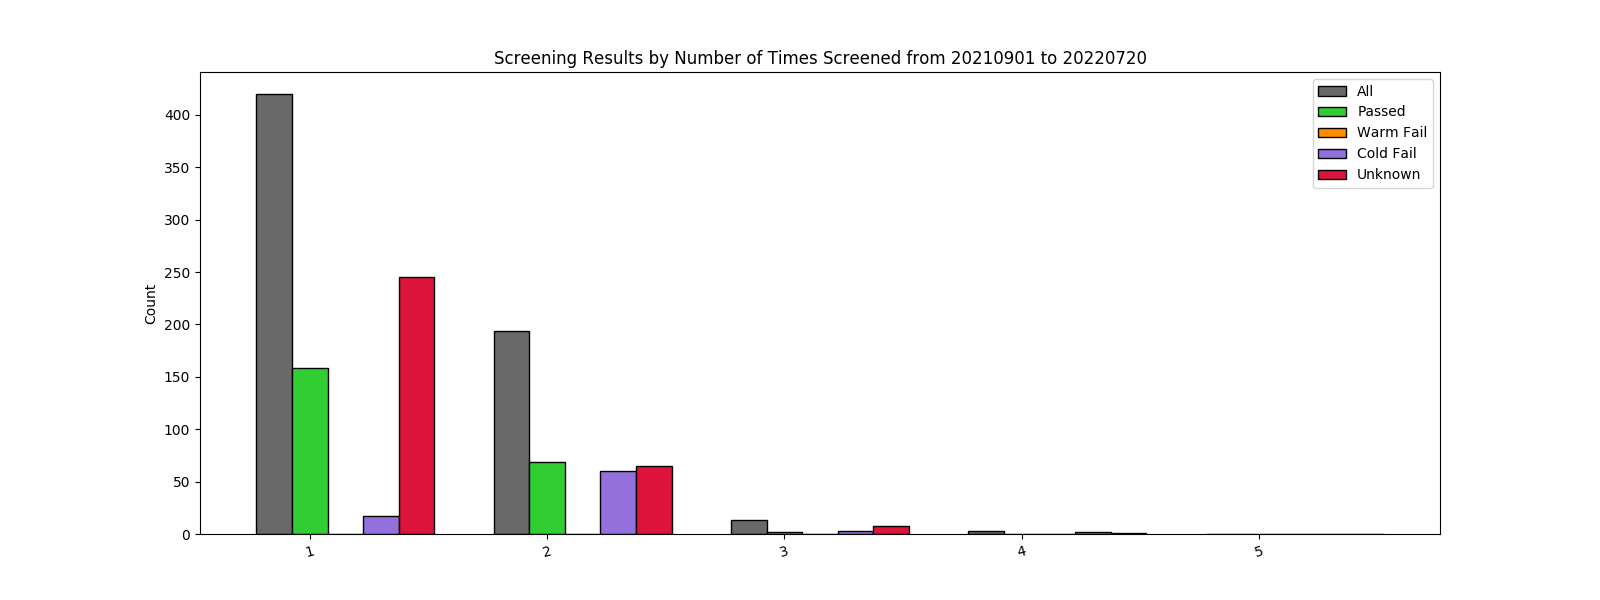 Screening Results by Number of Times Screened from 20210901 to 20220720
All
Passed
Warm Fail
Cold Fail
Unknown
Count
400
350
300
250
200
150
100
50
0
1
2
3
4
5